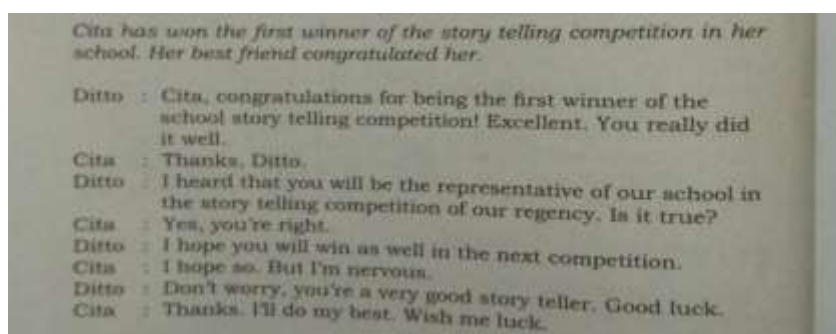 Cita has won the first winner of the story telling competition in her
school. Her best friend congratulated her.
Ditto : Cita, congratulations for being the first winner of the
school story telling competition! Excellent. You really did
it well.
Cita : Thanks, Ditto.
Ditto : I heard that you will be the representative of our school in
the story telling competition of our regency. Is it true?
Cita : Yes, you're right.
Ditto : I hope you will win as well in the next competition.
Cita : I hope so. But I'm nervous.
Ditto : Don't worry, you're a very good story teller. Good luck.
Cita : Thanks. I'll do my best. Wish me luck.